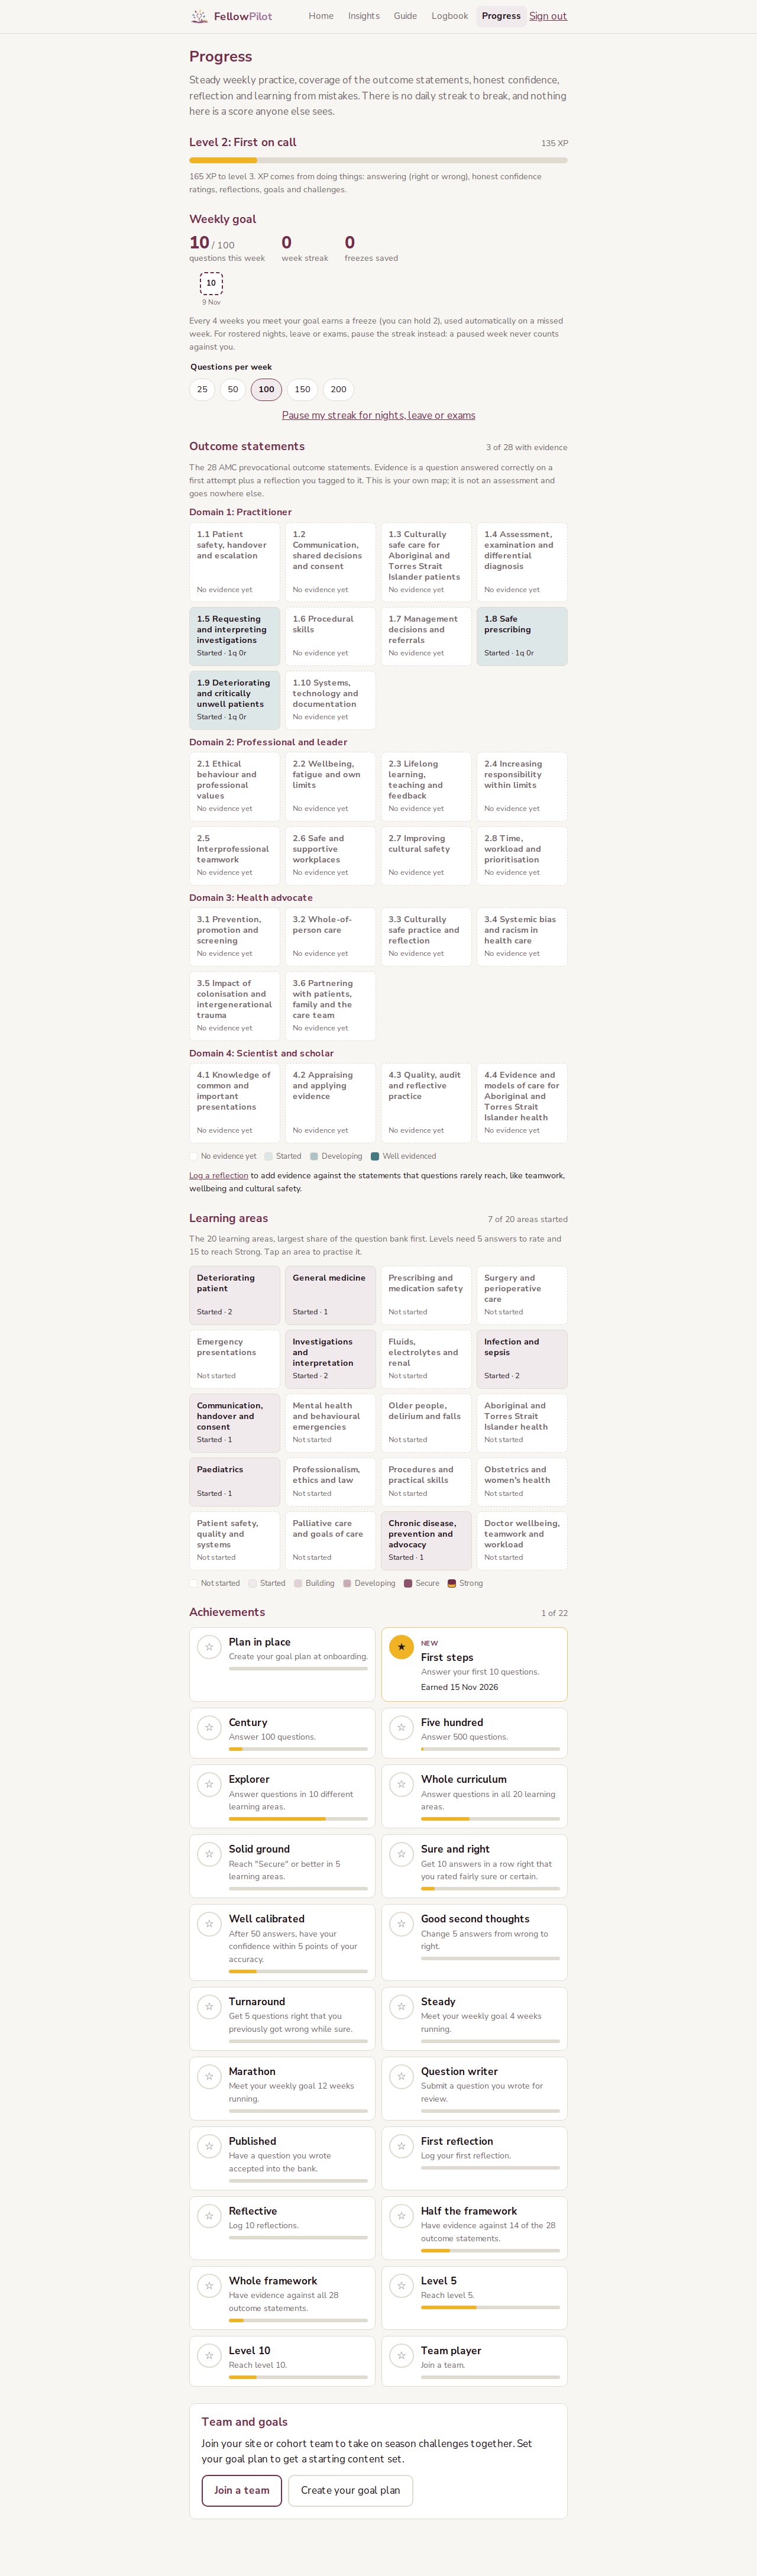 FellowPilot
Home
Insights
Guide
Logbook
Progress
Sign out
Progress
Steady weekly practice, coverage of the outcome statements, honest confidence,
reflection and learning from mistakes. There is no daily streak to break, and nothing
here is a score anyone else sees.
Level 2: First on call
135 XP
165 XP to level 3. XP comes from doing things: answering (right or wrong), honest confidence
ratings, reflections, goals and challenges.
Weekly goal
10 / 100
questions this week
0
week streak
0
freezes saved
10
9 Nov
Every 4 weeks you meet your goal earns a freeze (you can hold 2), used automatically on a missed
week. For rostered nights, leave or exams, pause the streak instead: a paused week never counts
against you.
Questions per week
25
50
100
150
200
Pause my streak for nights, leave or exams
Outcome statements
3 of 28 with evidence
The 28 AMC prevocational outcome statements. Evidence is a question answered correctly on a
first attempt plus a reflection you tagged to it. This is your own map; it is not an assessment and
goes nowhere else.
Domain 1: Practitioner
1.1 Patient
safety, handover
and escalation
No evidence yet
1.2
Communication,
shared decisions
and consent
No evidence yet
1.3 Culturally
safe care for
Aboriginal and
Torres Strait
Islander patients
No evidence yet
1.4 Assessment,
examination and
differential
diagnosis
No evidence yet
1.5 Requesting
and interpreting
investigations
Started · 1q 0r
1.6 Procedural
skills
No evidence yet
1.7 Management
decisions and
referrals
No evidence yet
1.8 Safe
prescribing
Started · 1q 0r
1.9 Deteriorating
and critically
unwell patients
Started · 1q 0r
1.10 Systems,
technology and
documentation
No evidence yet
Domain 2: Professional and leader
2.1 Ethical
behaviour and
professional
values
No evidence yet
2.2 Wellbeing,
fatigue and own
limits
No evidence yet
2.3 Lifelong
learning,
teaching and
feedback
No evidence yet
2.4 Increasing
responsibility
within limits
No evidence yet
2.5
Interprofessional
teamwork
No evidence yet
2.6 Safe and
supportive
workplaces
No evidence yet
2.7 Improving
cultural safety
No evidence yet
2.8 Time,
workload and
prioritisation
No evidence yet
Domain 3: Health advocate
3.1 Prevention,
promotion and
screening
No evidence yet
3.2 Whole-of-
person care
No evidence yet
3.3 Culturally
safe practice and
reflection
No evidence yet
3.4 Systemic bias
and racism in
health care
No evidence yet
3.5 Impact of
colonisation and
intergenerational
trauma
No evidence yet
3.6 Partnering
with patients,
family and the
care team
No evidence yet
Domain 4: Scientist and scholar
4.1 Knowledge of
common and
important
presentations
No evidence yet
4.2 Appraising
and applying
evidence
No evidence yet
4.3 Quality, audit
and reflective
practice
No evidence yet
4.4 Evidence and
models of care for
Aboriginal and
Torres Strait
Islander health
No evidence yet
No evidence yet
Started
Developing
Well evidenced
Log a reflection to add evidence against the statements that questions rarely reach, like teamwork,
wellbeing and cultural safety.
Learning areas
7 of 20 areas started
The 20 learning areas, largest share of the question bank first. Levels need 5 answers to rate and
15 to reach Strong. Tap an area to practise it.
Deteriorating
patient
Started · 2
General medicine
Started · 1
Prescribing and
medication safety
Not started
Surgery and
perioperative
care
Not started
Emergency
presentations
Not started
Investigations
and
interpretation
Started · 2
Fluids,
electrolytes and
renal
Not started
Infection and
sepsis
Started · 2
Communication,
handover and
consent
Started · 1
Mental health
and behavioural
emergencies
Not started
Older people,
delirium and falls
Not started
Aboriginal and
Torres Strait
Islander health
Not started
Paediatrics
Started · 1
Professionalism,
ethics and law
Not started
Procedures and
practical skills
Not started
Obstetrics and
women's health
Not started
Patient safety,
quality and
systems
Not started
Palliative care
and goals of care
Not started
Chronic disease,
prevention and
advocacy
Started · 1
Doctor wellbeing,
teamwork and
workload
Not started
Not started
Started
Building
Developing
Secure
Strong
Achievements
1 of 22
Plan in place
Create your goal plan at onboarding.
NEW
First steps
Answer your first 10 questions.
Earned 15 Nov 2026
Century
Answer 100 questions.
Five hundred
Answer 500 questions.
Explorer
Answer questions in 10 different
learning areas.
Whole curriculum
Answer questions in all 20 learning
areas.
Solid ground
Reach "Secure" or better in 5
learning areas.
Sure and right
Get 10 answers in a row right that
you rated fairly sure or certain.
Well calibrated
After 50 answers, have your
confidence within 5 points of your
accuracy.
Good second thoughts
Change 5 answers from wrong to
right.
Turnaround
Get 5 questions right that you
previously got wrong while sure.
Steady
Meet your weekly goal 4 weeks
running.
Marathon
Meet your weekly goal 12 weeks
running.
Question writer
Submit a question you wrote for
review.
Published
Have a question you wrote
accepted into the bank.
First reflection
Log your first reflection.
Reflective
Log 10 reflections.
Half the framework
Have evidence against 14 of the 28
outcome statements.
Whole framework
Have evidence against all 28
outcome statements.
Level 5
Reach level 5.
Level 10
Reach level 10.
Team player
Join a team.
Team and goals
Join your site or cohort team to take on season challenges together. Set
your goal plan to get a starting content set.
Join a team
Create your goal plan